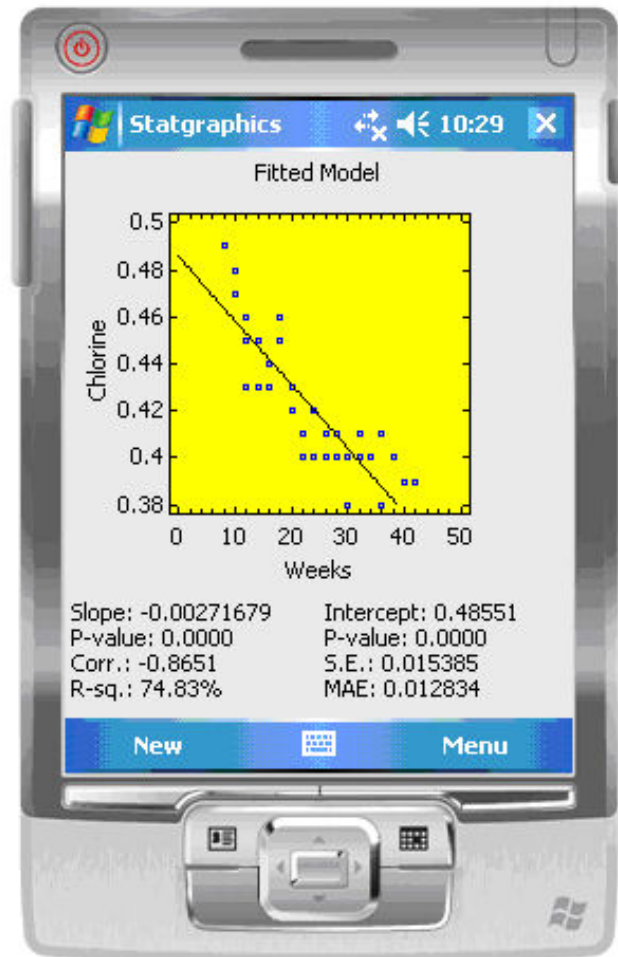 Statgraphics 10:29
Fitted Model
0.5
0.48
0.46
0.44
0.42
0.4
0.38
Chlorine
0 10 20 30 40 50
Weeks
Slope: -0.00271679 Intercept: 0.48551
P-value: 0.0000 P-value: 0.0000
Corr.: -0.8651 S.E.: 0.015385
R-sq.: 74.83% MAE: 0.012834
New Menu